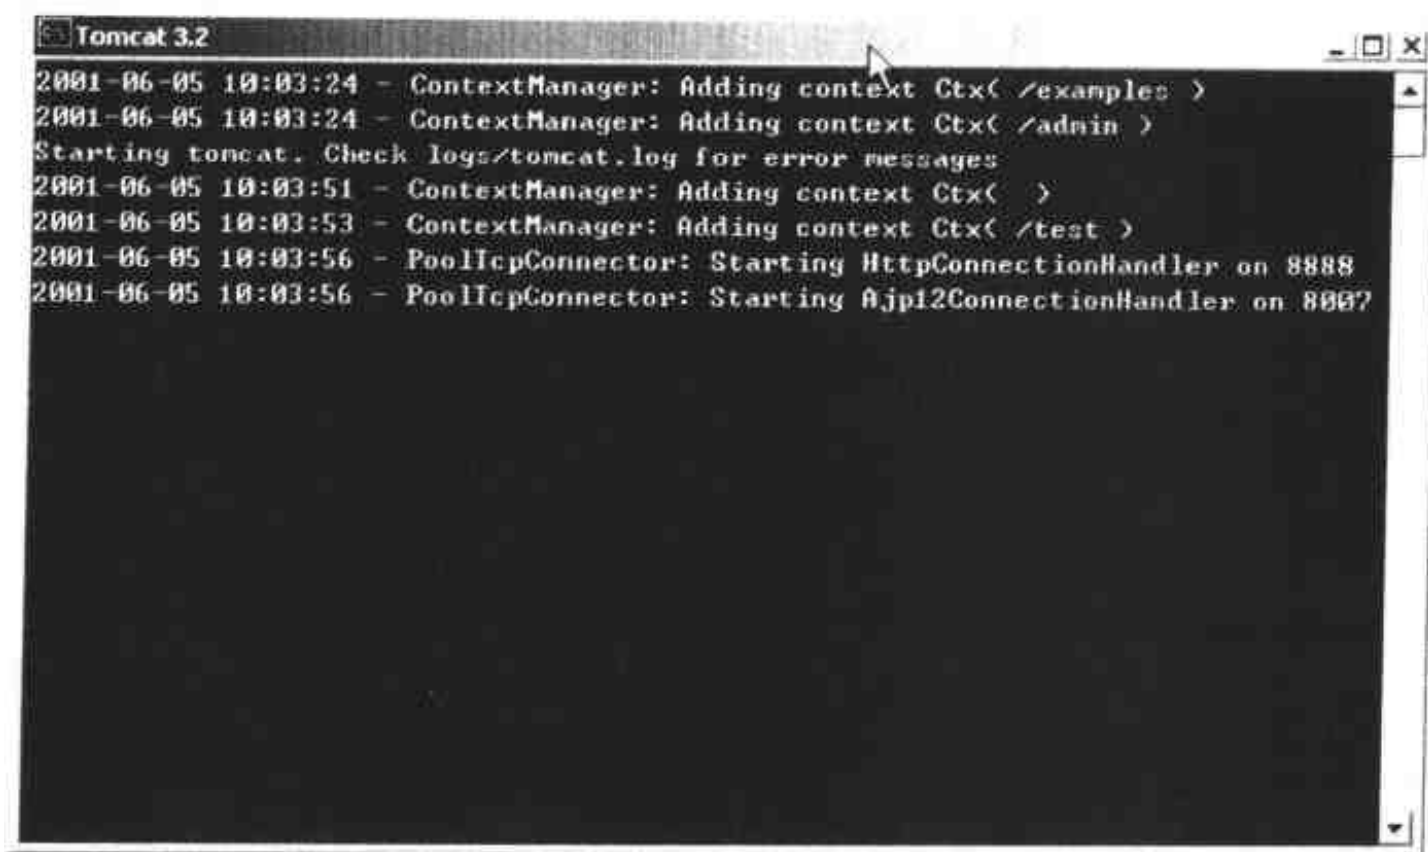 Tomcat 3.2
2001-06-05 10:03:24 - ContextManager: Adding context Ctx( /examples )
2001-06-05 10:03:24 - ContextManager: Adding context Ctx( /admin )
Starting tomcat. Check logs/tomcat.log for error messages
2001-06-05 10:03:51 - ContextManager: Adding context Ctx(  )
2001-06-05 10:03:53 - ContextManager: Adding context Ctx( /test )
2001-06-05 10:03:56 - PoolTcpConnector: Starting HttpConnectionHandler on 8888
2001-06-05 10:03:56 - PoolTcpConnector: Starting Ajp12ConnectionHandler on 8007